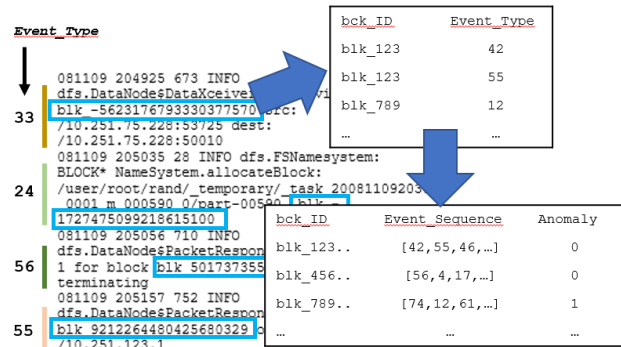 Event_Type
33
24
56
55
081109 204925 673 INFO
dfs.DataNode$DataXceiver
blk_-5623176793330377570 src:
/10.251.75.228:53725 dest:
/10.251.75.228:50010
081109 205035 28 INFO dfs.FSNamesystem:
BLOCK* NameSystem.allocateBlock:
/user/root/rand/_temporary/_task_20081109203
_0001_m_000590_0/part-00590. blk_-
1727475099218615100
081109 205056 710 INFO
dfs.DataNode$PacketRespon
1 for block blk_501737355
terminating
081109 205157 752 INFO
dfs.DataNode$PacketRespon
blk_9212264480425680329
/10.251.123.1
bck_ID Event_Type
blk_123 42
blk_123 55
blk_789 12
… …
bck_ID Event_Sequence Anomaly
blk_123.. [42,55,46,…] 0
blk_456.. [56,4,17,…] 0
blk_789.. [74,12,61,…] 1
… … …